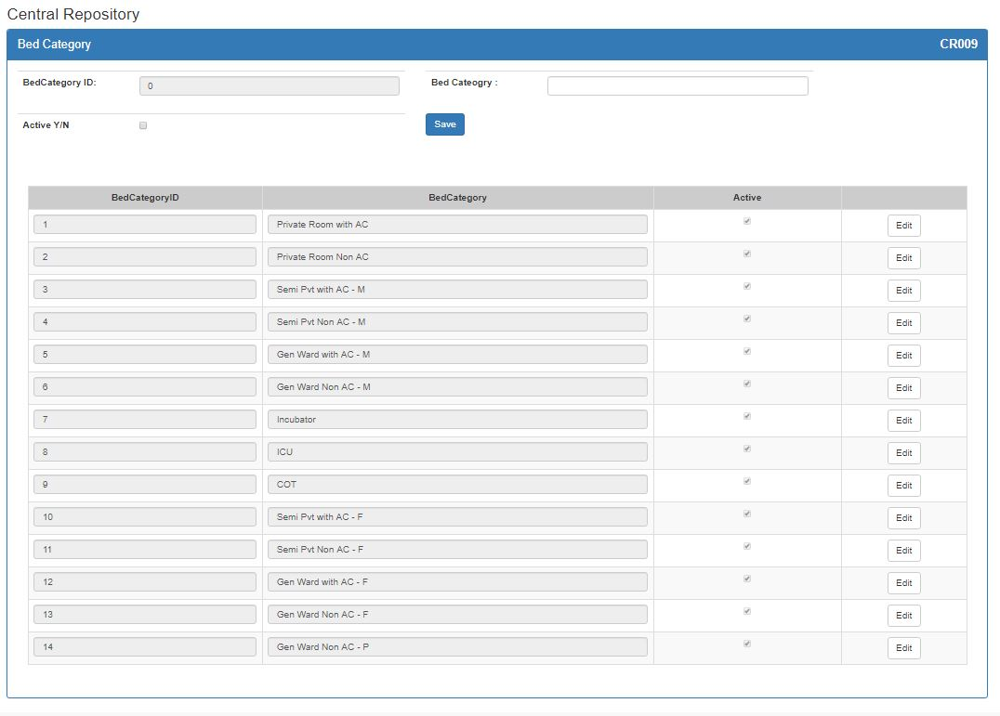 Central Repository
Bed Category CR009
BedCategory ID: 0 Bed Cateogry :
Active Y/N Save
BedCategoryID BedCategory Active
1 Private Room with AC Edit
2 Private Room Non AC Edit
3 Semi Pvt with AC - M Edit
4 Semi Pvt Non AC - M Edit
5 Gen Ward with AC - M Edit
6 Gen Ward Non AC - M Edit
7 Incubator Edit
8 ICU Edit
9 COT Edit
10 Semi Pvt with AC - F Edit
11 Semi Pvt Non AC - F Edit
12 Gen Ward with AC - F Edit
13 Gen Ward Non AC - F Edit
14 Gen Ward Non AC - P Edit